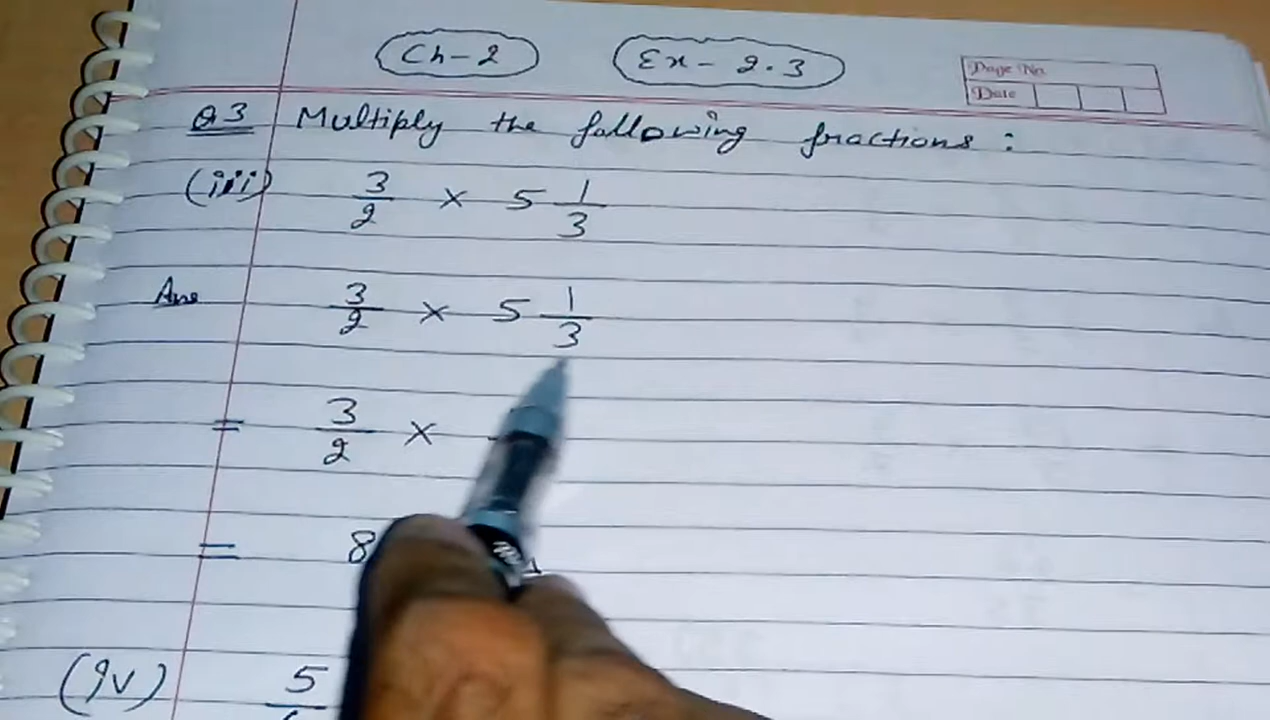 Ch-2 Ex-2.3
Page No.
Date
Q3 Multiply the following fractions:
(iii) 3/2 × 5 1/3
Ans 3/2 × 5 1/3
= 3/2 ×
= 8
(iv) 5